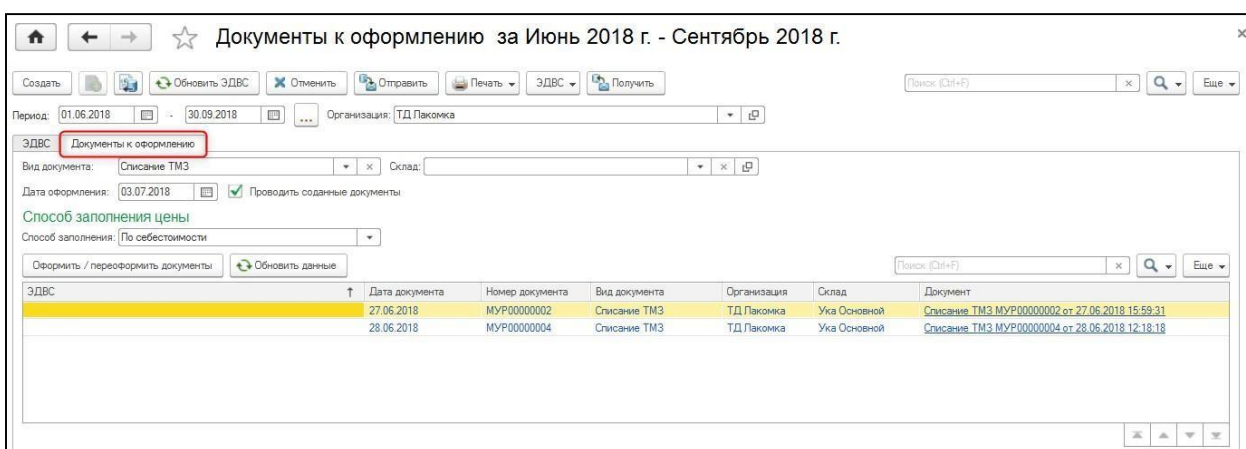 Документы к оформлению за Июнь 2018 г. - Сентябрь 2018 г.
Создать Обновить ЭДВС Отменить Отправить Печать ЭДВС Получить Поиск (Ctrl+F) Еще
Период: 01.06.2018 - 30.09.2018 ... Организация: ТД Лакомка
ЭДВС Документы к оформлению
Вид документа: Списание ТМЗ Склад:
Дата оформления: 03.07.2018 Проводить соданные документы
Способ заполнения цены
Способ заполнения: По себестоимости
Оформить / переоформить документы Обновить данные Поиск (Ctrl+F) Еще
ЭДВС Дата документа Номер документа Вид документа Организация Склад Документ
27.06.2018 МУР00000002 Списание ТМЗ ТД Лакомка Ука Основной Списание ТМЗ МУР00000002 от 27.06.2018 15:59:31
28.06.2018 МУР00000004 Списание ТМЗ ТД Лакомка Ука Основной Списание ТМЗ МУР00000004 от 28.06.2018 12:18:18